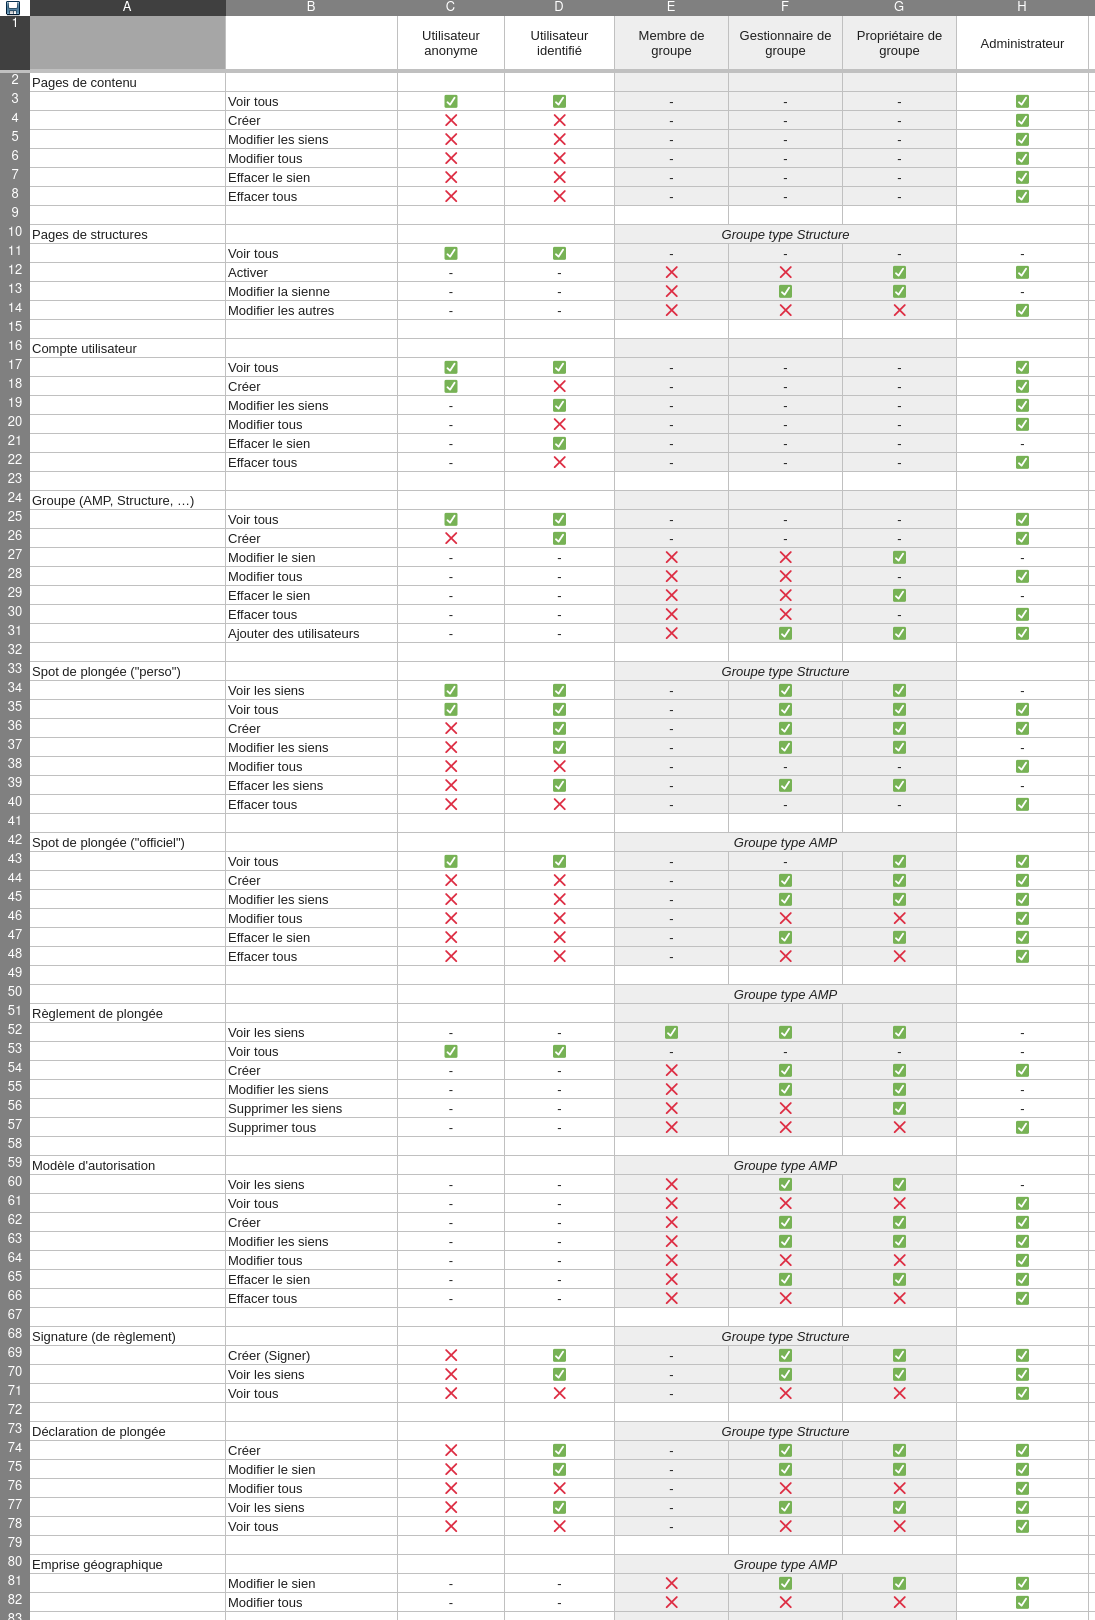 A B C D E F G H
1 Utilisateur anonyme Utilisateur identifié Membre de groupe Gestionnaire de groupe Propriétaire de groupe Administrateur
2 Pages de contenu
3 Voir tous ✅ ✅ - - - ✅
4 Créer ❌ ❌ - - - ✅
5 Modifier les siens ❌ ❌ - - - ✅
6 Modifier tous ❌ ❌ - - - ✅
7 Effacer le sien ❌ ❌ - - - ✅
8 Effacer tous ❌ ❌ - - - ✅
9
10 Pages de structures Groupe type Structure
11 Voir tous ✅ ✅ - - - -
12 Activer - - ❌ ❌ ✅ ✅
13 Modifier la sienne - - ❌ ✅ ✅ -
14 Modifier les autres - - ❌ ❌ ❌ ✅
15
16 Compte utilisateur
17 Voir tous ✅ ✅ - - - ✅
18 Créer ✅ ❌ - - - ✅
19 Modifier les siens - ✅ - - - ✅
20 Modifier tous - ❌ - - - ✅
21 Effacer le sien - ✅ - - - -
22 Effacer tous - ❌ - - - ✅
23
24 Groupe (AMP, Structure, …)
25 Voir tous ✅ ✅ - - - ✅
26 Créer ❌ ✅ - - - ✅
27 Modifier le sien - - ❌ ❌ ✅ -
28 Modifier tous - - ❌ ❌ - ✅
29 Effacer le sien - - ❌ ❌ ✅ -
30 Effacer tous - - ❌ ❌ - ✅
31 Ajouter des utilisateurs - - ❌ ✅ ✅ ✅
32
33 Spot de plongée ("perso") Groupe type Structure
34 Voir les siens ✅ ✅ - ✅ ✅ -
35 Voir tous ✅ ✅ - ✅ ✅ ✅
36 Créer ❌ ✅ - ✅ ✅ ✅
37 Modifier les siens ❌ ✅ - ✅ ✅ -
38 Modifier tous ❌ ❌ - - - ✅
39 Effacer les siens ❌ ✅ - ✅ ✅ -
40 Effacer tous ❌ ❌ - - - ✅
41
42 Spot de plongée ("officiel") Groupe type AMP
43 Voir tous ✅ ✅ - - ✅ ✅
44 Créer ❌ ❌ - ✅ ✅ ✅
45 Modifier les siens ❌ ❌ - ✅ ✅ ✅
46 Modifier tous ❌ ❌ - ❌ ❌ ✅
47 Effacer le sien ❌ ❌ - ✅ ✅ ✅
48 Effacer tous ❌ ❌ - ❌ ❌ ✅
49
50 Groupe type AMP
51 Règlement de plongée
52 Voir les siens - - ✅ ✅ ✅ -
53 Voir tous ✅ ✅ - - - -
54 Créer - - ❌ ✅ ✅ ✅
55 Modifier les siens - - ❌ ✅ ✅ -
56 Supprimer les siens - - ❌ ❌ ✅ -
57 Supprimer tous - - ❌ ❌ ❌ ✅
58
59 Modèle d'autorisation Groupe type AMP
60 Voir les siens - - ❌ ✅ ✅ -
61 Voir tous - - ❌ ❌ ❌ ✅
62 Créer - - ❌ ✅ ✅ ✅
63 Modifier les siens - - ❌ ✅ ✅ ✅
64 Modifier tous - - ❌ ❌ ❌ ✅
65 Effacer le sien - - ❌ ✅ ✅ ✅
66 Effacer tous - - ❌ ❌ ❌ ✅
67
68 Signature (de règlement) Groupe type Structure
69 Créer (Signer) ❌ ✅ - ✅ ✅ ✅
70 Voir les siens ❌ ✅ - ✅ ✅ ✅
71 Voir tous ❌ ❌ - ❌ ❌ ✅
72
73 Déclaration de plongée Groupe type Structure
74 Créer ❌ ✅ - ✅ ✅ ✅
75 Modifier le sien ❌ ✅ - ✅ ✅ ✅
76 Modifier tous ❌ ❌ - ❌ ❌ ✅
77 Voir les siens ❌ ✅ - ✅ ✅ ✅
78 Voir tous ❌ ❌ - ❌ ❌ ✅
79
80 Emprise géographique Groupe type AMP
81 Modifier le sien - - ❌ ✅ ✅ ✅
82 Modifier tous - - ❌ ❌ ❌ ✅
83